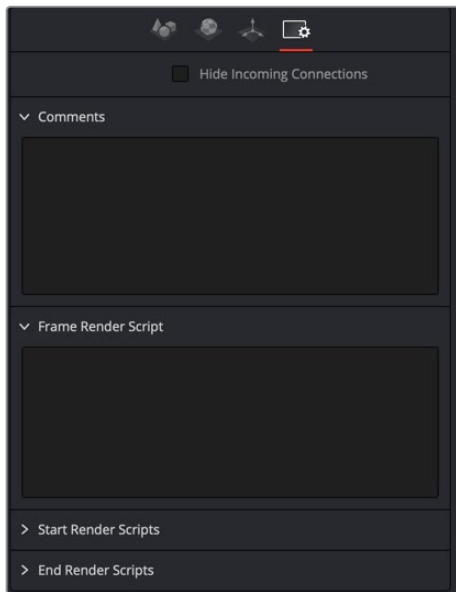 Hide Incoming Connections
Comments
Frame Render Script
Start Render Scripts
End Render Scripts